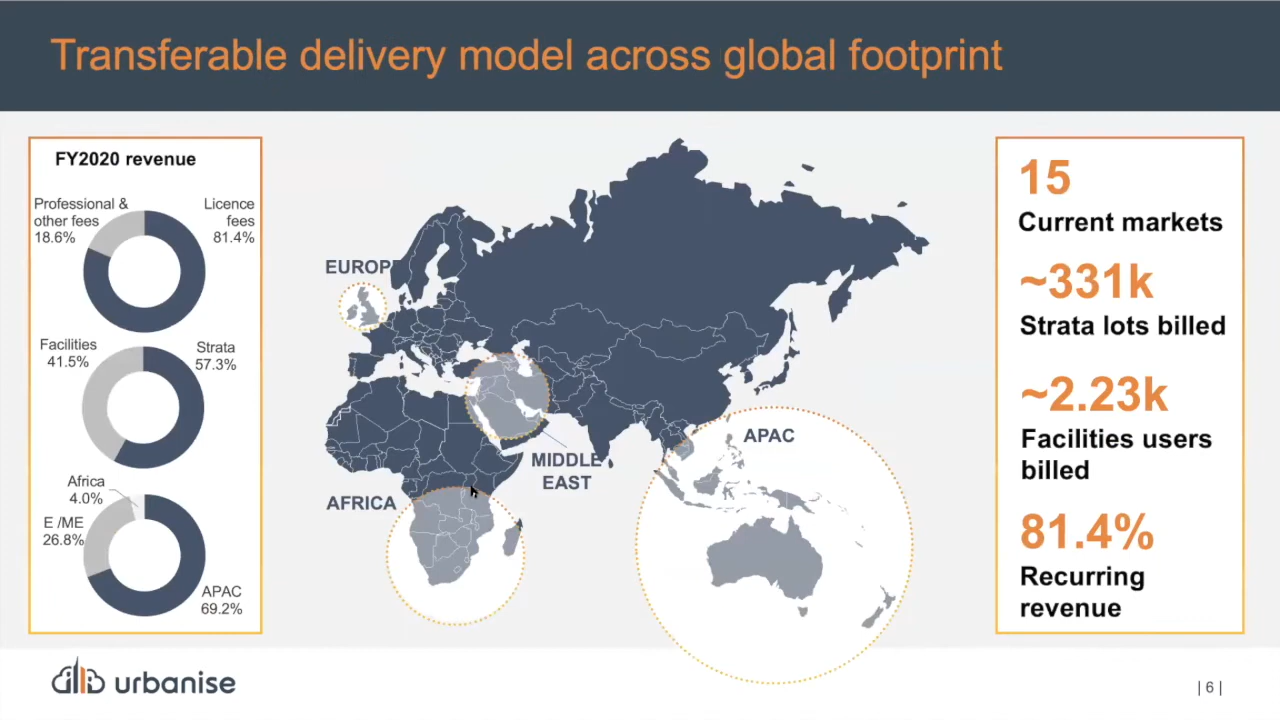 Transferable delivery model across global footprint
FY2020 revenue
Professional &
other fees
18.6%
Licence
fees
81.4%
Facilities
41.5%
Strata
57.3%
Africa
4.0%
E /ME
26.8%
APAC
69.2%
EUROPE
MIDDLE
EAST
AFRICA
APAC
15
Current markets
~331k
Strata lots billed
~2.23k
Facilities users
billed
81.4%
Recurring
revenue
urbanise
| 6 |